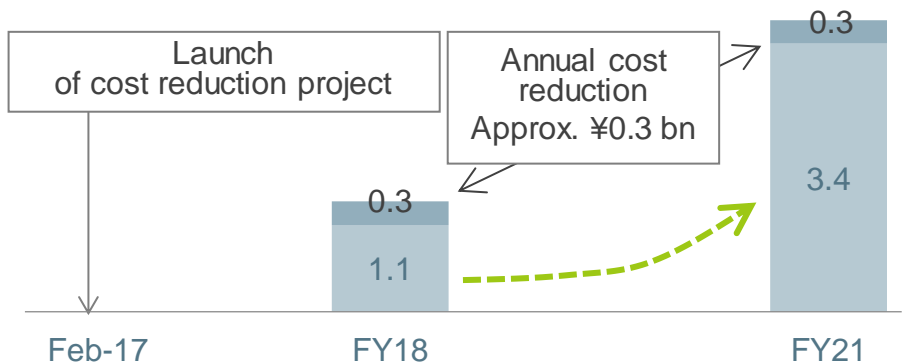 Launch
of cost reduction project
Annual cost
reduction
Approx. ¥0.3 bn
0.3
3.4
0.3
1.1
Feb-17
FY18
FY21